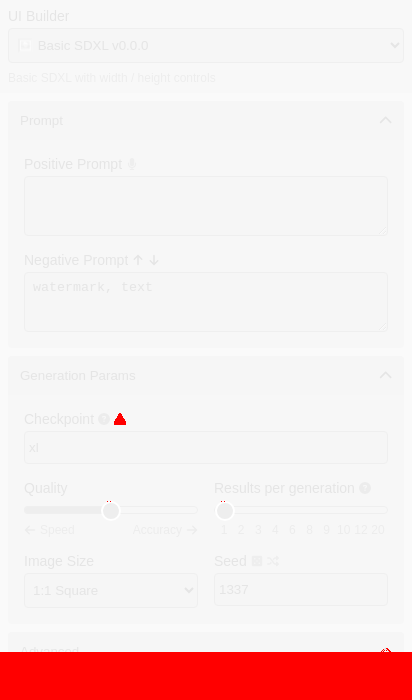 UI Builder
Basic SDXL v0.0.0
Basic SDXL with width / height controls
Prompt
Positive Prompt
Negative Prompt
watermark, text
Generation Params
Checkpoint
xl
Quality Results per generation
Speed Accuracy 1 2 3 4 6 8 9 10 12 20
Image Size Seed
1:1 Square 1337
Advanced